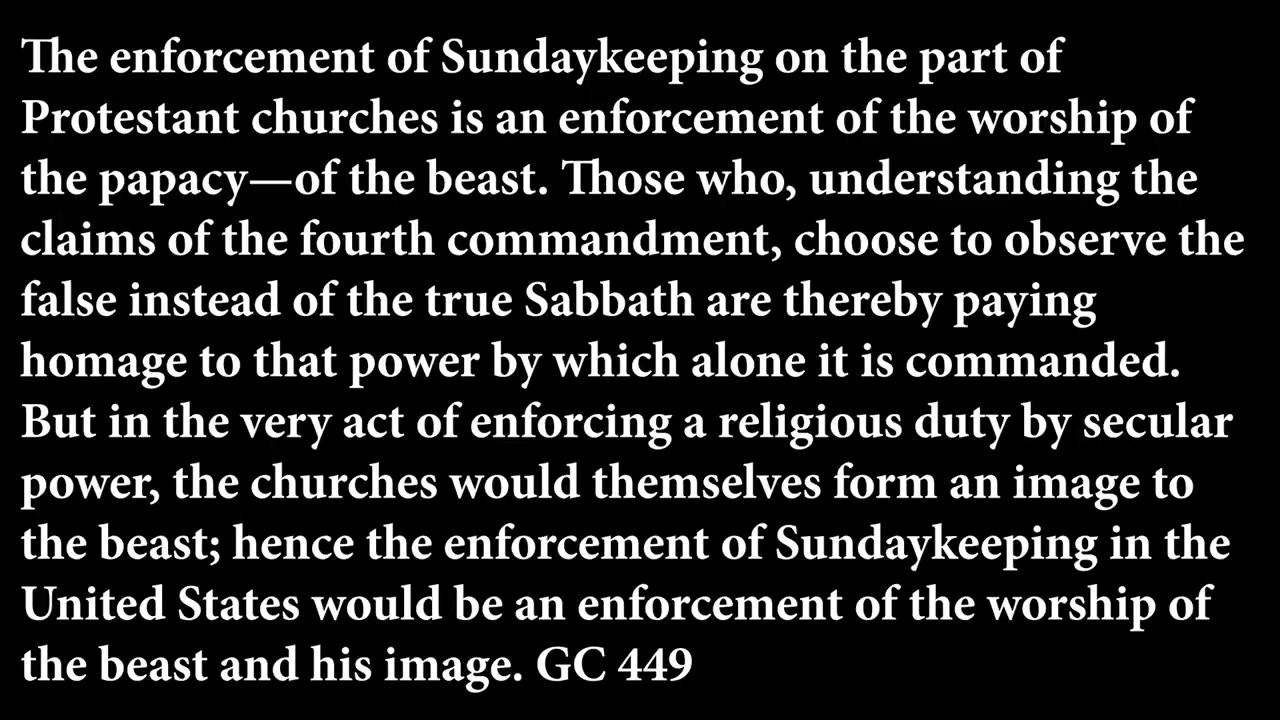 The enforcement of Sundaykeeping on the part of
Protestant churches is an enforcement of the worship of
the papacy—of the beast. Those who, understanding the
claims of the fourth commandment, choose to observe the
false instead of the true Sabbath are thereby paying
homage to that power by which alone it is commanded.
But in the very act of enforcing a religious duty by secular
power, the churches would themselves form an image to
the beast; hence the enforcement of Sundaykeeping in the
United States would be an enforcement of the worship of
the beast and his image. GC 449